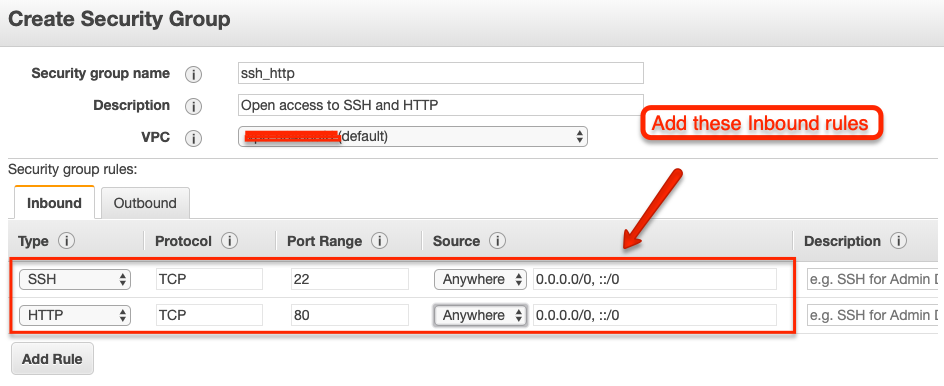 Create Security Group
Security group name i ssh_http
Description i Open access to SSH and HTTP
VPC i (default)
Add these Inbound rules
Security group rules:
Inbound Outbound
Type i Protocol i Port Range i Source i Description i
SSH TCP 22 Anywhere 0.0.0.0/0, ::/0 e.g. SSH for Admin D
HTTP TCP 80 Anywhere 0.0.0.0/0, ::/0 e.g. SSH for Admin D
Add Rule